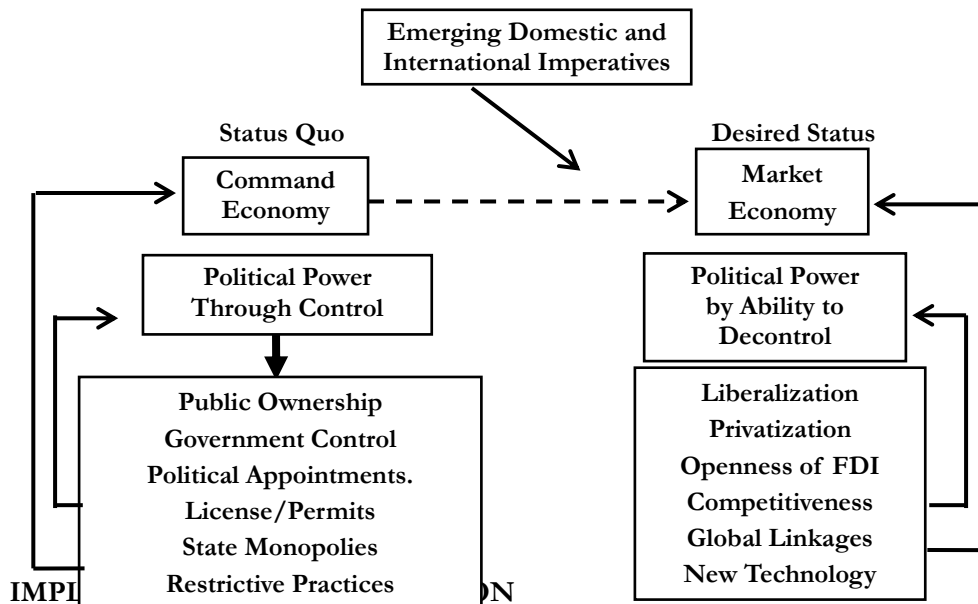 Emerging Domestic and
International Imperatives
Status Quo
Desired Status
Command
Economy
Market
Economy
Political Power
Through Control
Political Power
by Ability to
Decontrol
Public Ownership
Government Control
Political Appointments.
License/Permits
State Monopolies
Restrictive Practices
Liberalization
Privatization
Openness of FDI
Competitiveness
Global Linkages
New Technology